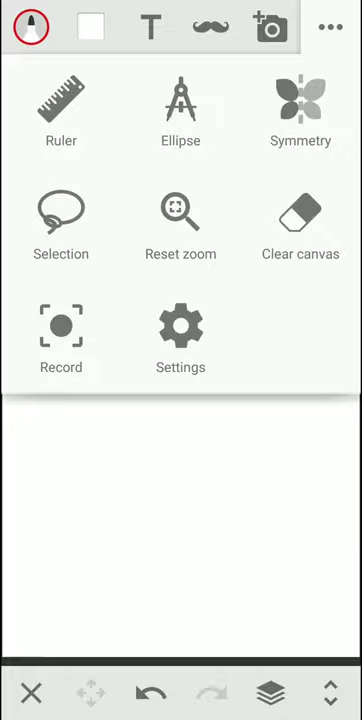 T
Ruler
Ellipse
Symmetry
Selection
Reset zoom
Clear canvas
Record
Settings